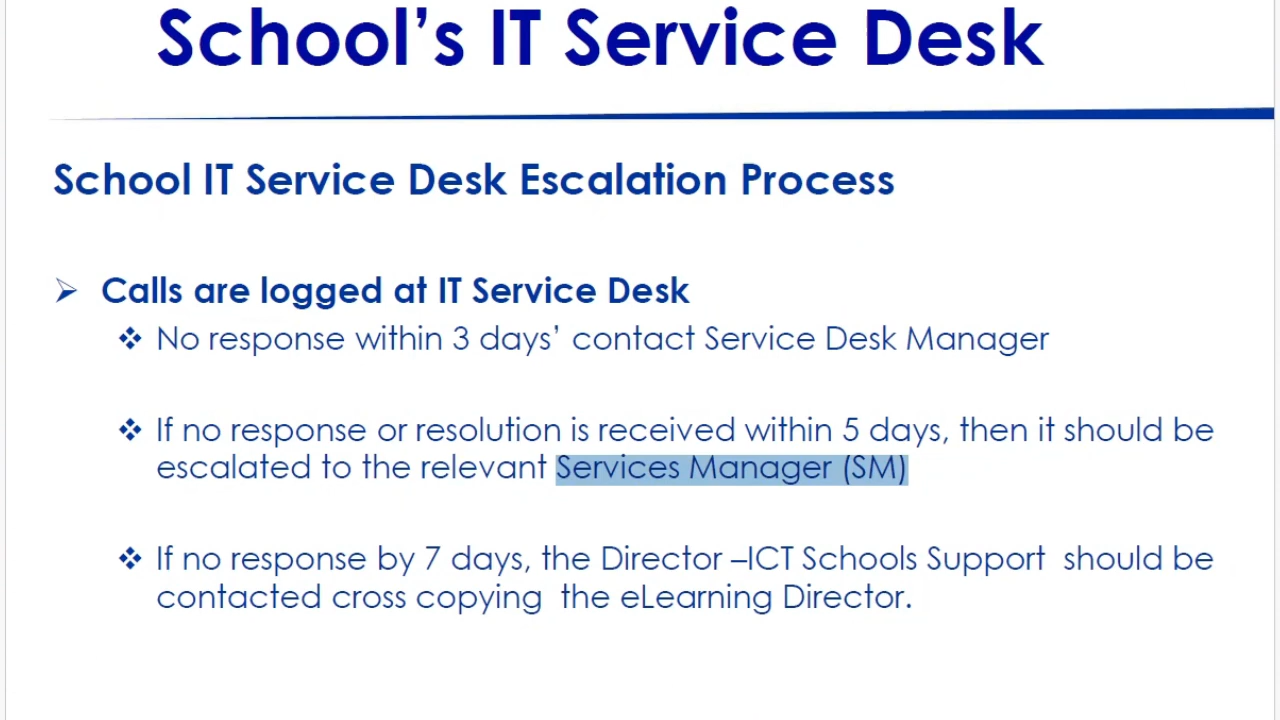 School’s IT Service Desk
School IT Service Desk Escalation Process
➢ Calls are logged at IT Service Desk
❖ No response within 3 days’ contact Service Desk Manager
❖ If no response or resolution is received within 5 days, then it should be
escalated to the relevant Services Manager (SM)
❖ If no response by 7 days, the Director –ICT Schools Support should be
contacted cross copying the eLearning Director.